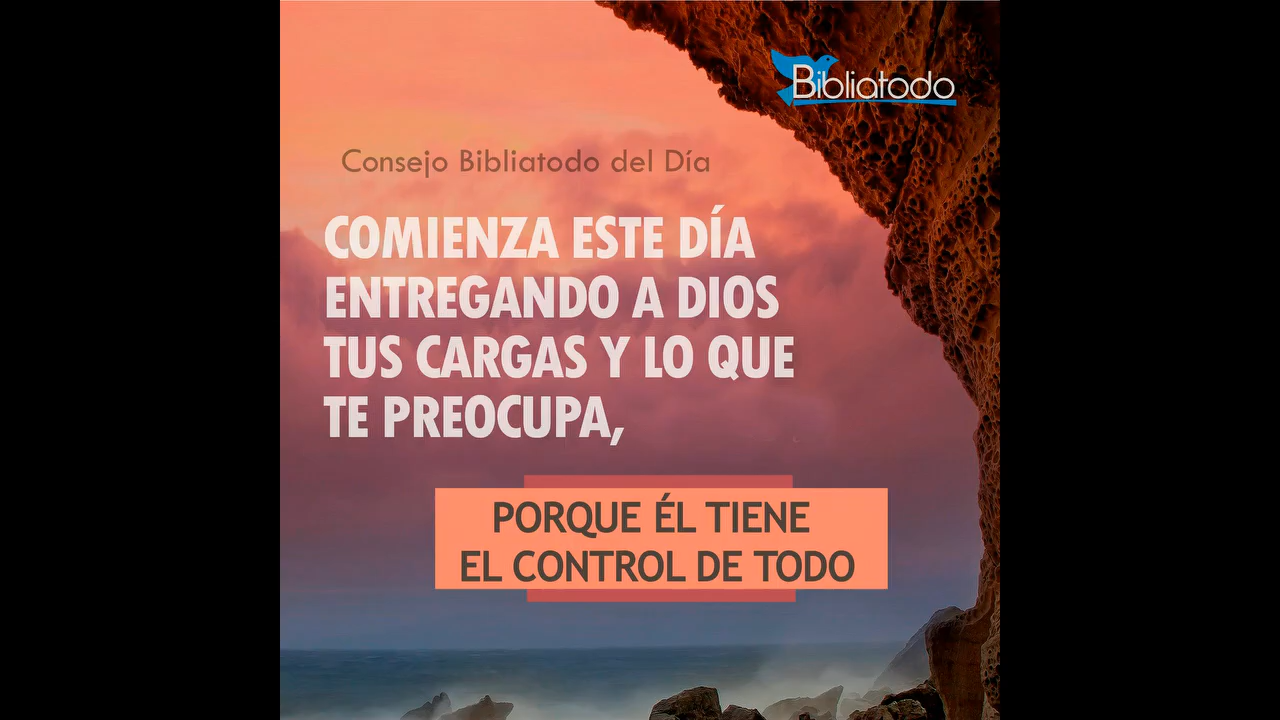 Bibliatodo
Consejo Bibliatodo del Día
COMIENZA ESTE DÍA
ENTREGANDO A DIOS
TUS CARGAS Y LO QUE
TE PREOCUPA,
PORQUE ÉL TIENE
EL CONTROL DE TODO